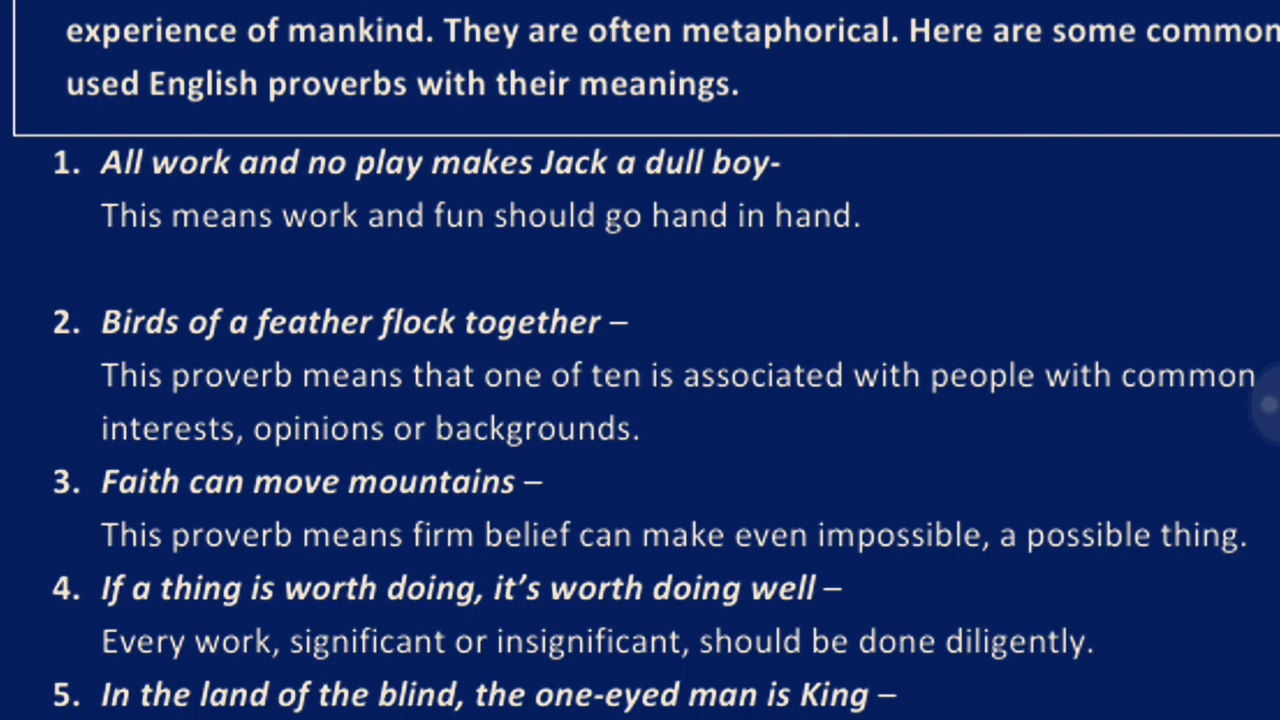 experience of mankind. They are often metaphorical. Here are some common
used English proverbs with their meanings.
1. All work and no play makes Jack a dull boy-
This means work and fun should go hand in hand.
2. Birds of a feather flock together –
This proverb means that one of ten is associated with people with common
interests, opinions or backgrounds.
3. Faith can move mountains –
This proverb means firm belief can make even impossible, a possible thing.
4. If a thing is worth doing, it’s worth doing well –
Every work, significant or insignificant, should be done diligently.
5. In the land of the blind, the one-eyed man is King –